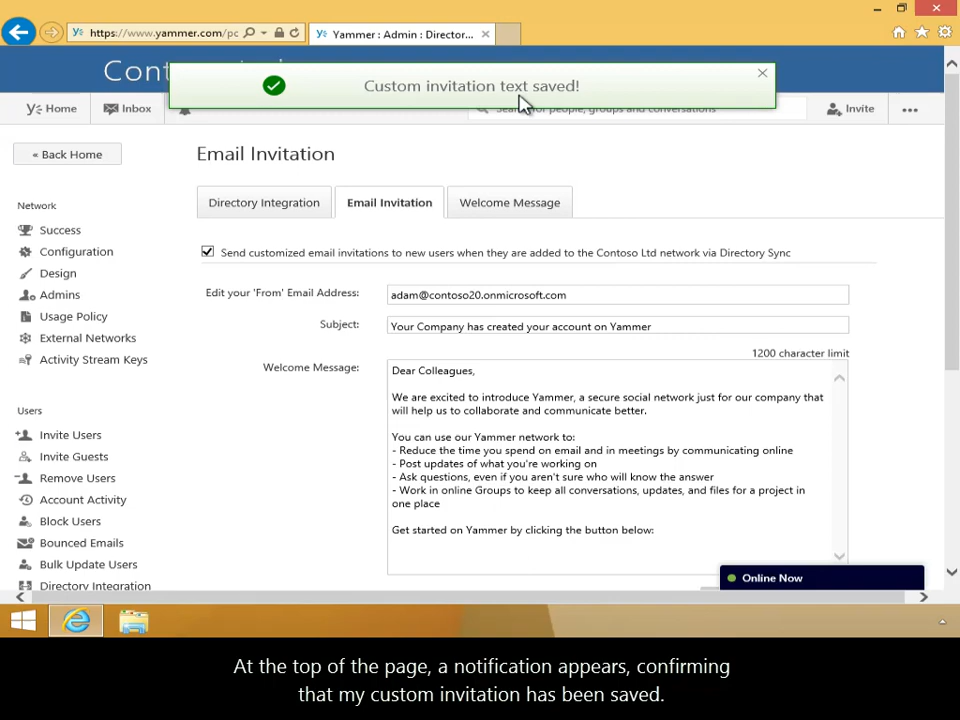 https://www.yammer.com/pc
Yammer : Admin : Director...
Custom invitation text saved!
Home
Inbox
Search for people, groups and conversations
Invite
« Back Home
Email Invitation
Directory Integration
Email Invitation
Welcome Message
Network
Success
Configuration
Design
Admins
Usage Policy
External Networks
Activity Stream Keys
Users
Invite Users
Invite Guests
Remove Users
Account Activity
Block Users
Bounced Emails
Bulk Update Users
Directory Integration
Send customized email invitations to new users when they are added to the Contoso Ltd network via Directory Sync
Edit your 'From' Email Address:
adam@contoso20.onmicrosoft.com
Subject:
Your Company has created your account on Yammer
1200 character limit
Welcome Message:
Dear Colleagues,
We are excited to introduce Yammer, a secure social network just for our company that
will help us to collaborate and communicate better.
You can use our Yammer network to:
- Reduce the time you spend on email and in meetings by communicating online
- Post updates of what you're working on
- Ask questions, even if you aren't sure who will know the answer
- Work in online Groups to keep all conversations, updates, and files for a project in
one place
Get started on Yammer by clicking the button below:
Online Now
At the top of the page, a notification appears, confirming
that my custom invitation has been saved.